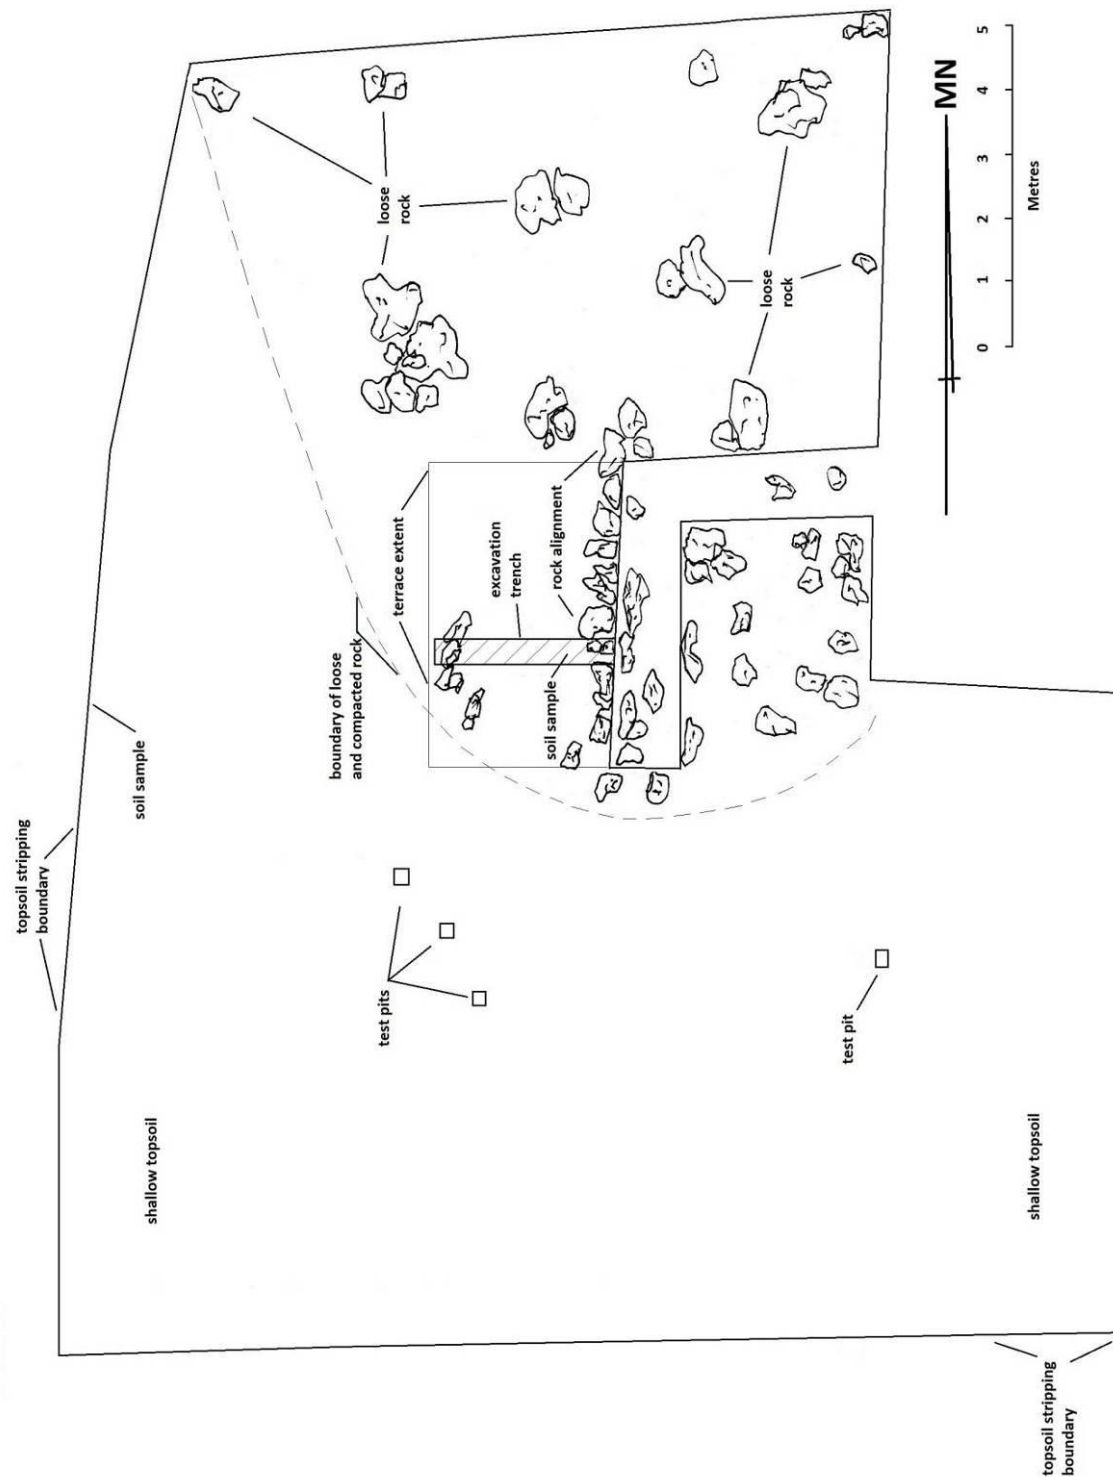 topsoil stripping
boundary
soil sample
shallow topsoil
boundary of loose
and compacted rock
terrace extent
excavation
trench
rock alignment
soil sample
loose
rock
loose
rock
test pits
test pit
shallow topsoil
topsoil stripping
boundary
MN
0 1 2 3 4 5
Metres